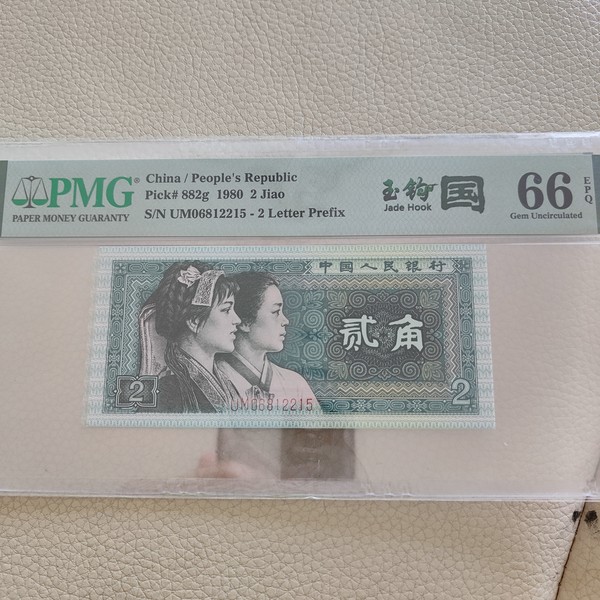 PMG®
PAPER MONEY GUARANTY
China / People's Republic
Pick# 882g 1980 2 Jiao
S/N UM06812215 - 2 Letter Prefix
玉钩国
Jade Hook
66 EPQ
Gem Uncirculated
中国人民银行
贰角
2
UM06812215
2